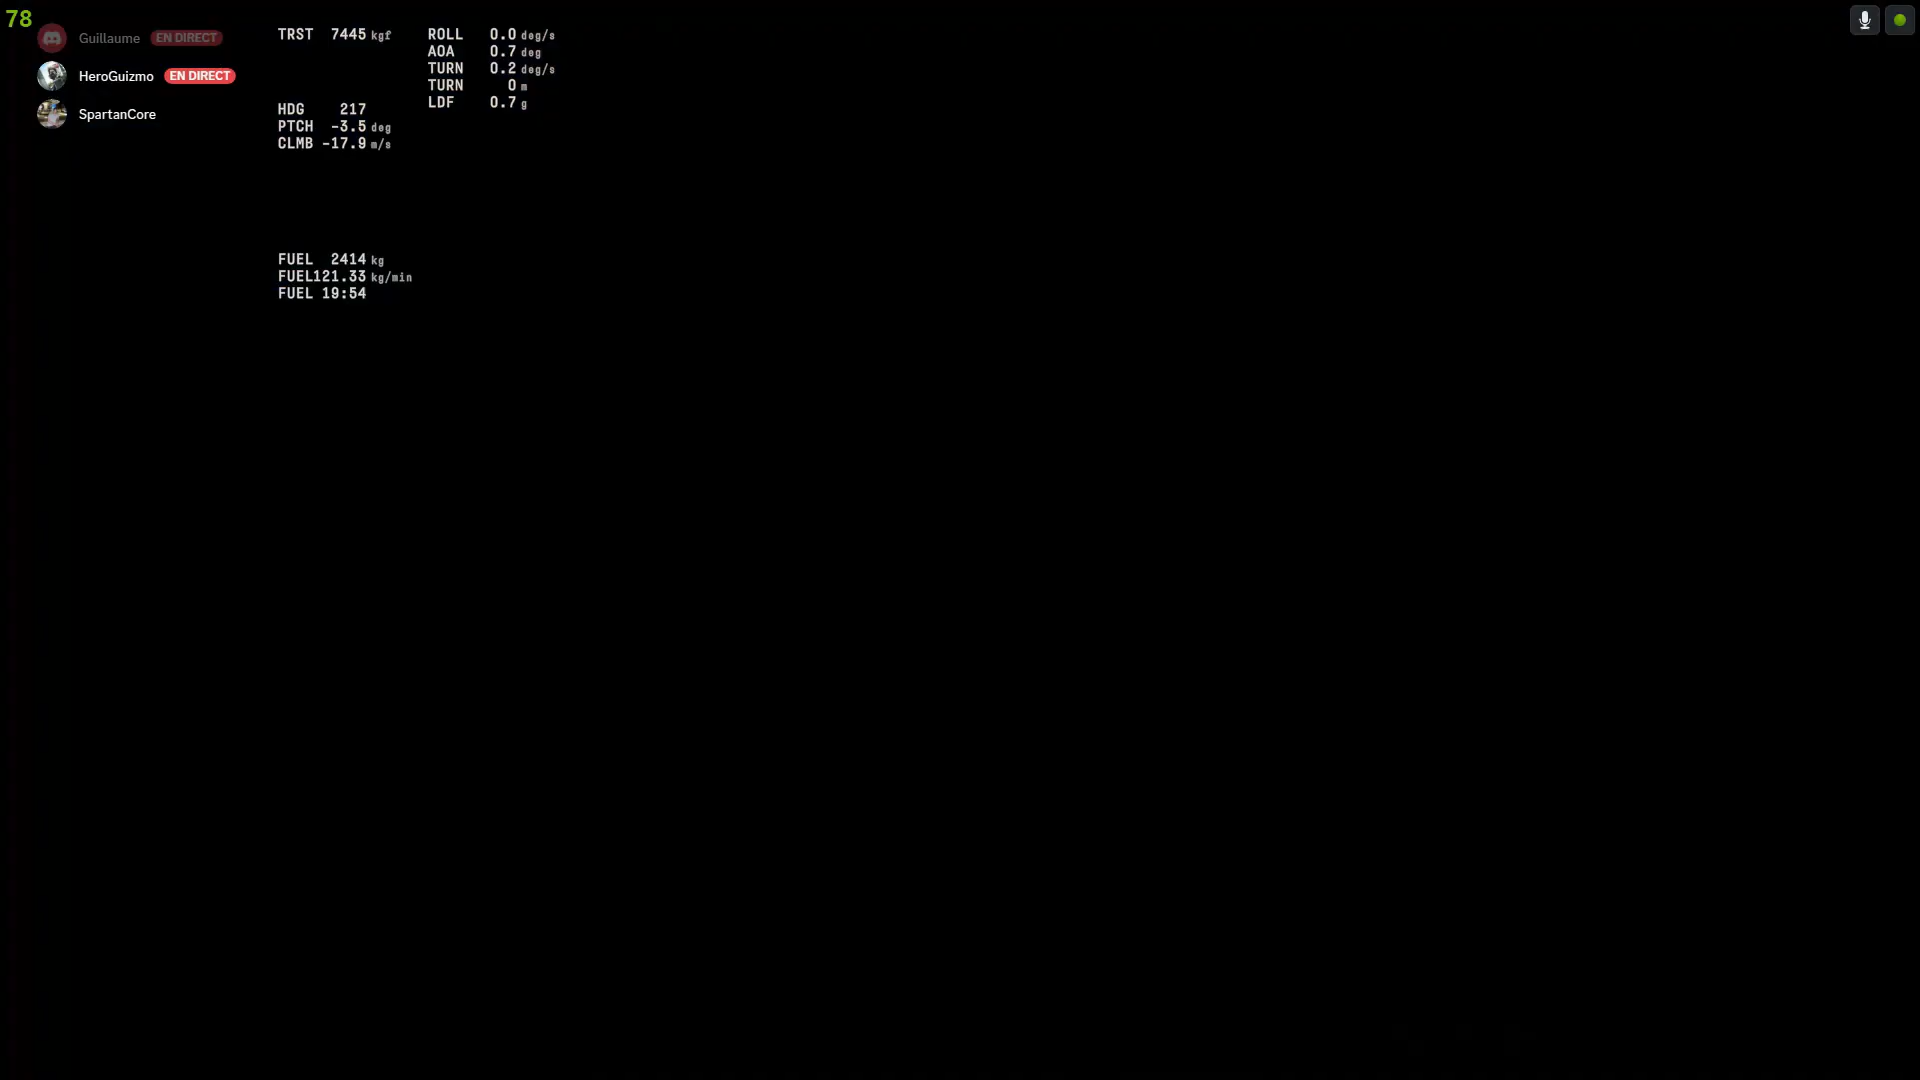 78
Guillaume EN DIRECT
HeroGuizmo EN DIRECT
SpartanCore
TRST 7445 kgf
HDG 217
PTCH -3.5 deg
CLMB -17.9 m/s
FUEL 2414 kg
FUEL121.33 kg/min
FUEL 19:54
ROLL 0.0 deg/s
AOA 0.7 deg
TURN 0.2 deg/s
TURN 0 m
LDF 0.7 g